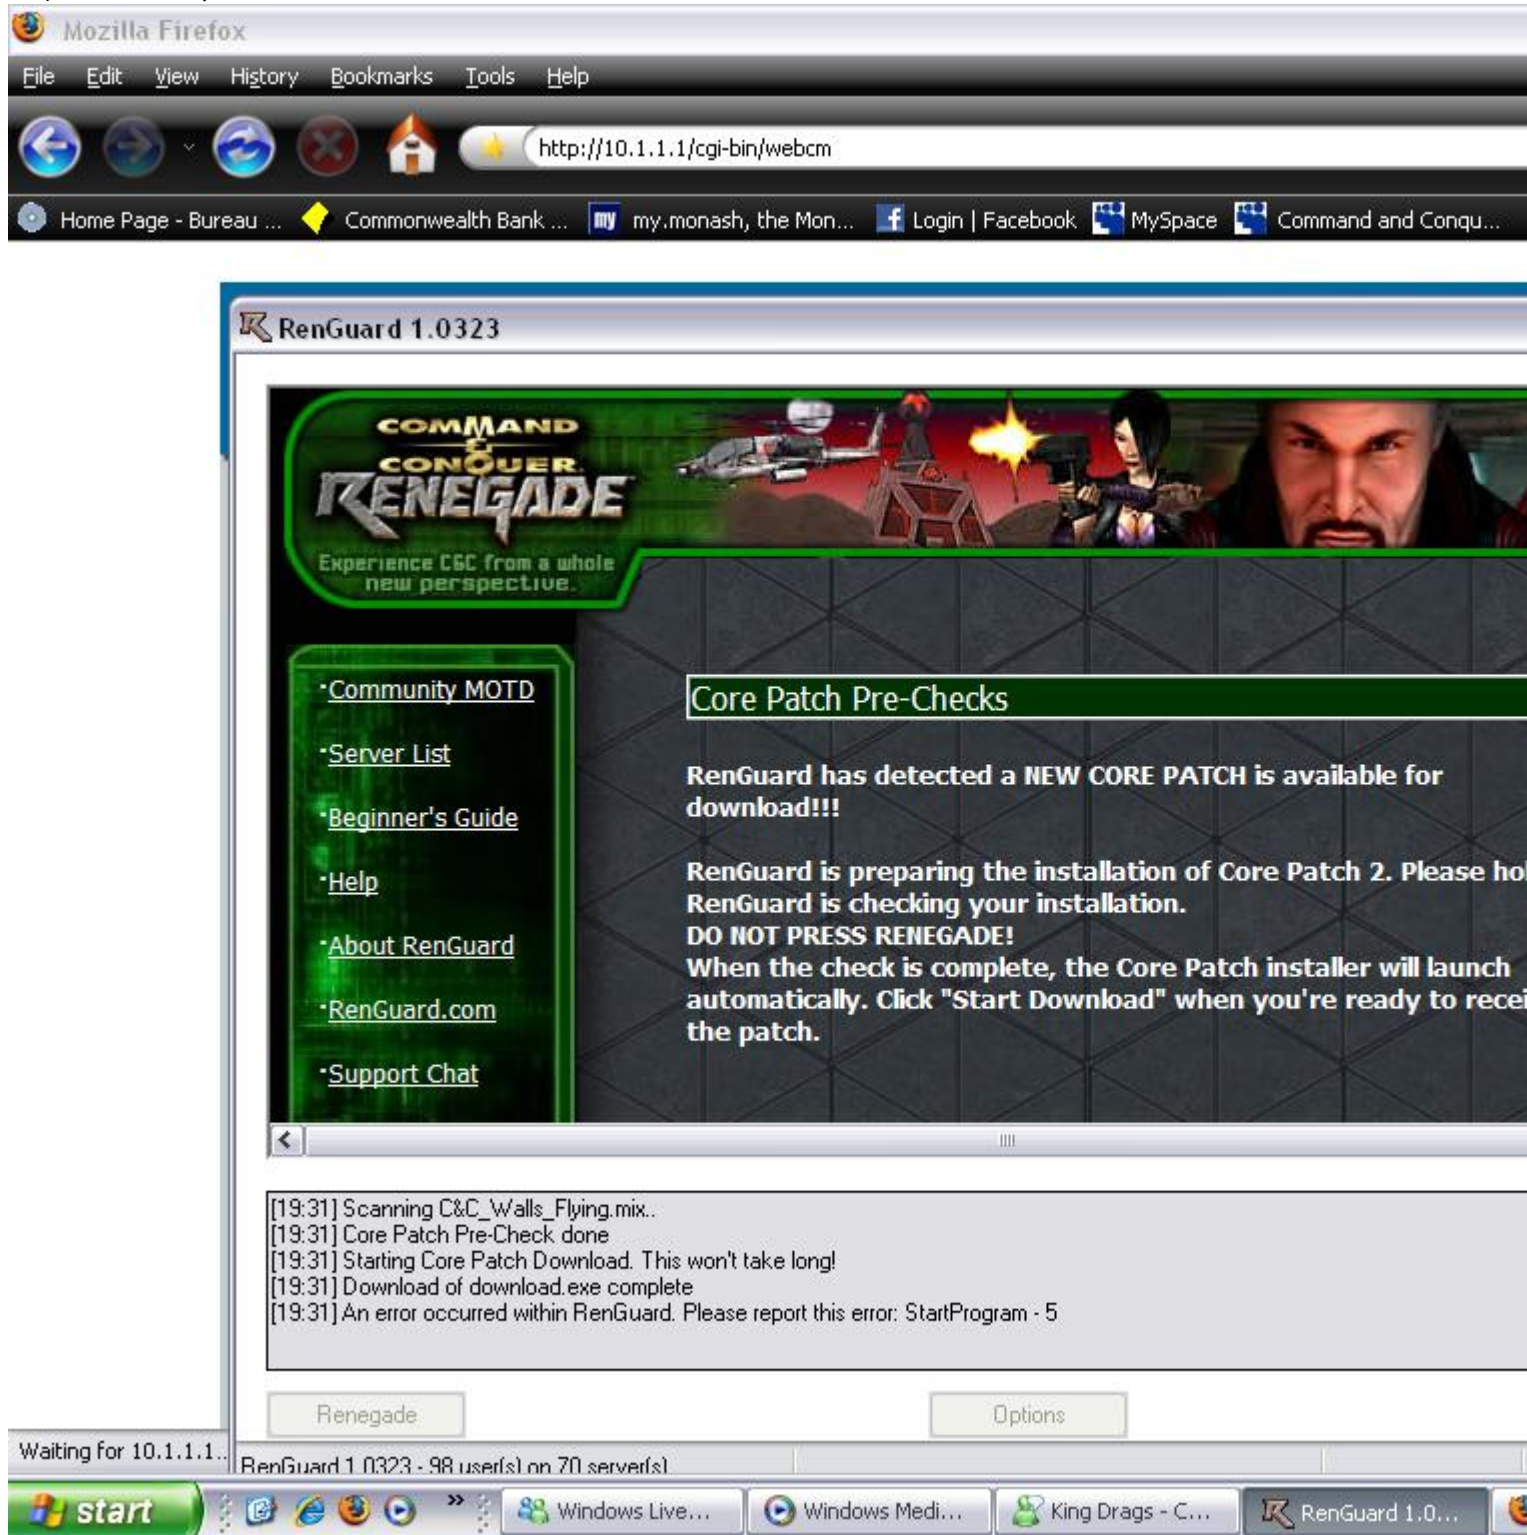 Mozilla Firefox
File Edit View History Bookmarks Tools Help
http://10.1.1.1/cgi-bin/webcm
Home Page - Bureau ... Commonwealth Bank ... my my.monash, the Mon... Login | Facebook MySpace Command and Conqu...
RenGuard 1.0323
COMMAND
&
CONQUER
RENEGADE
Experience C&C from a whole
new perspective.
·Community MOTD
·Server List
·Beginner's Guide
·Help
·About RenGuard
·RenGuard.com
·Support Chat
Core Patch Pre-Checks
RenGuard has detected a NEW CORE PATCH is available for
download!!!
RenGuard is preparing the installation of Core Patch 2. Please hol
RenGuard is checking your installation.
DO NOT PRESS RENEGADE!
When the check is complete, the Core Patch installer will launch
automatically. Click "Start Download" when you're ready to recei
the patch.
[19:31] Scanning C&C_Walls_Flying.mix..
[19:31] Core Patch Pre-Check done
[19:31] Starting Core Patch Download. This won't take long!
[19:31] Download of download.exe complete
[19:31] An error occurred within RenGuard. Please report this error: StartProgram - 5
Renegade Options
Waiting for 10.1.1.1..
RenGuard 1.0323 - 98 user(s) on 70 server(s)
start » Windows Live... Windows Medi... King Drags - C... RenGuard 1.0...